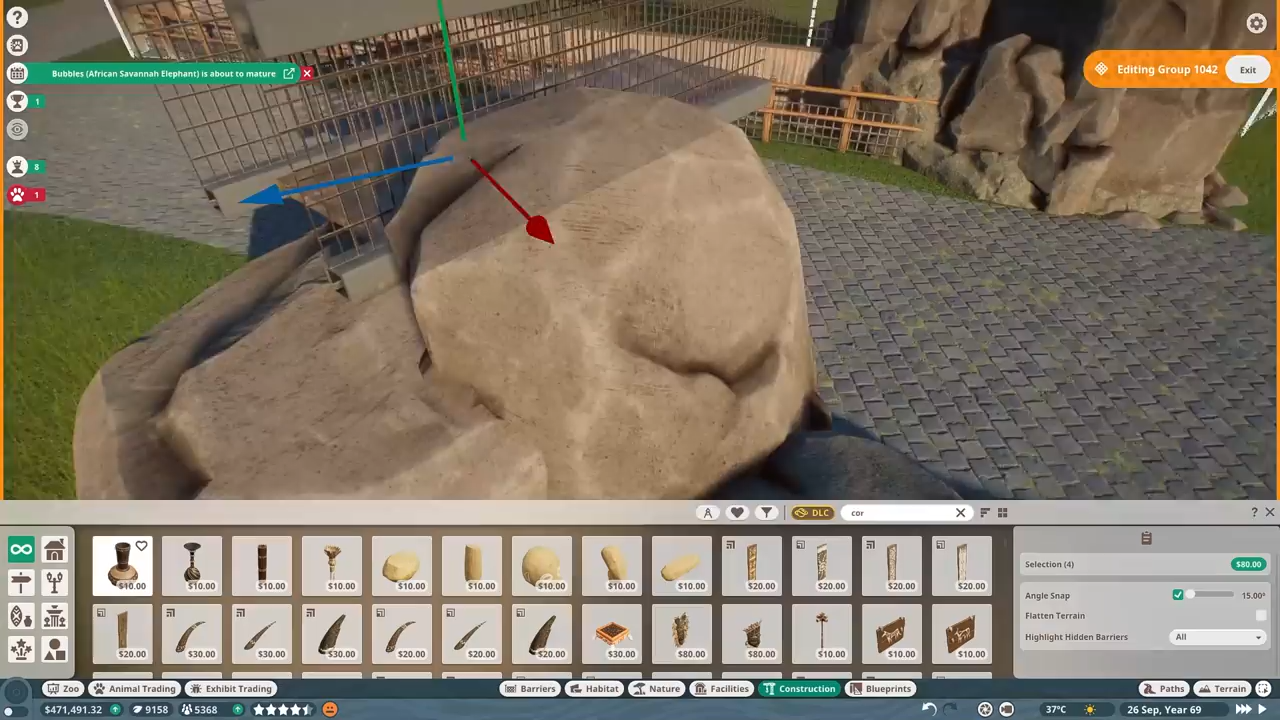 ?
Bubbles (African Savannah Elephant) is about to mature
1
8
1
Editing Group 1042
Exit
DLC
cor
?
$10.00
$10.00
$10.00
$10.00
$10.00
$10.00
$10.00
$10.00
$10.00
$20.00
$20.00
$20.00
$20.00
$20.00
$30.00
$30.00
$30.00
$20.00
$20.00
$20.00
$30.00
$80.00
$80.00
$10.00
$10.00
$10.00
Selection (4)
$80.00
Angle Snap
15.00°
Flatten Terrain
Highlight Hidden Barriers
All
Zoo
Animal Trading
Exhibit Trading
Barriers
Habitat
Nature
Facilities
Construction
Blueprints
Paths
Terrain
$471,491.32
9158
5368
37°C
26 Sep, Year 69